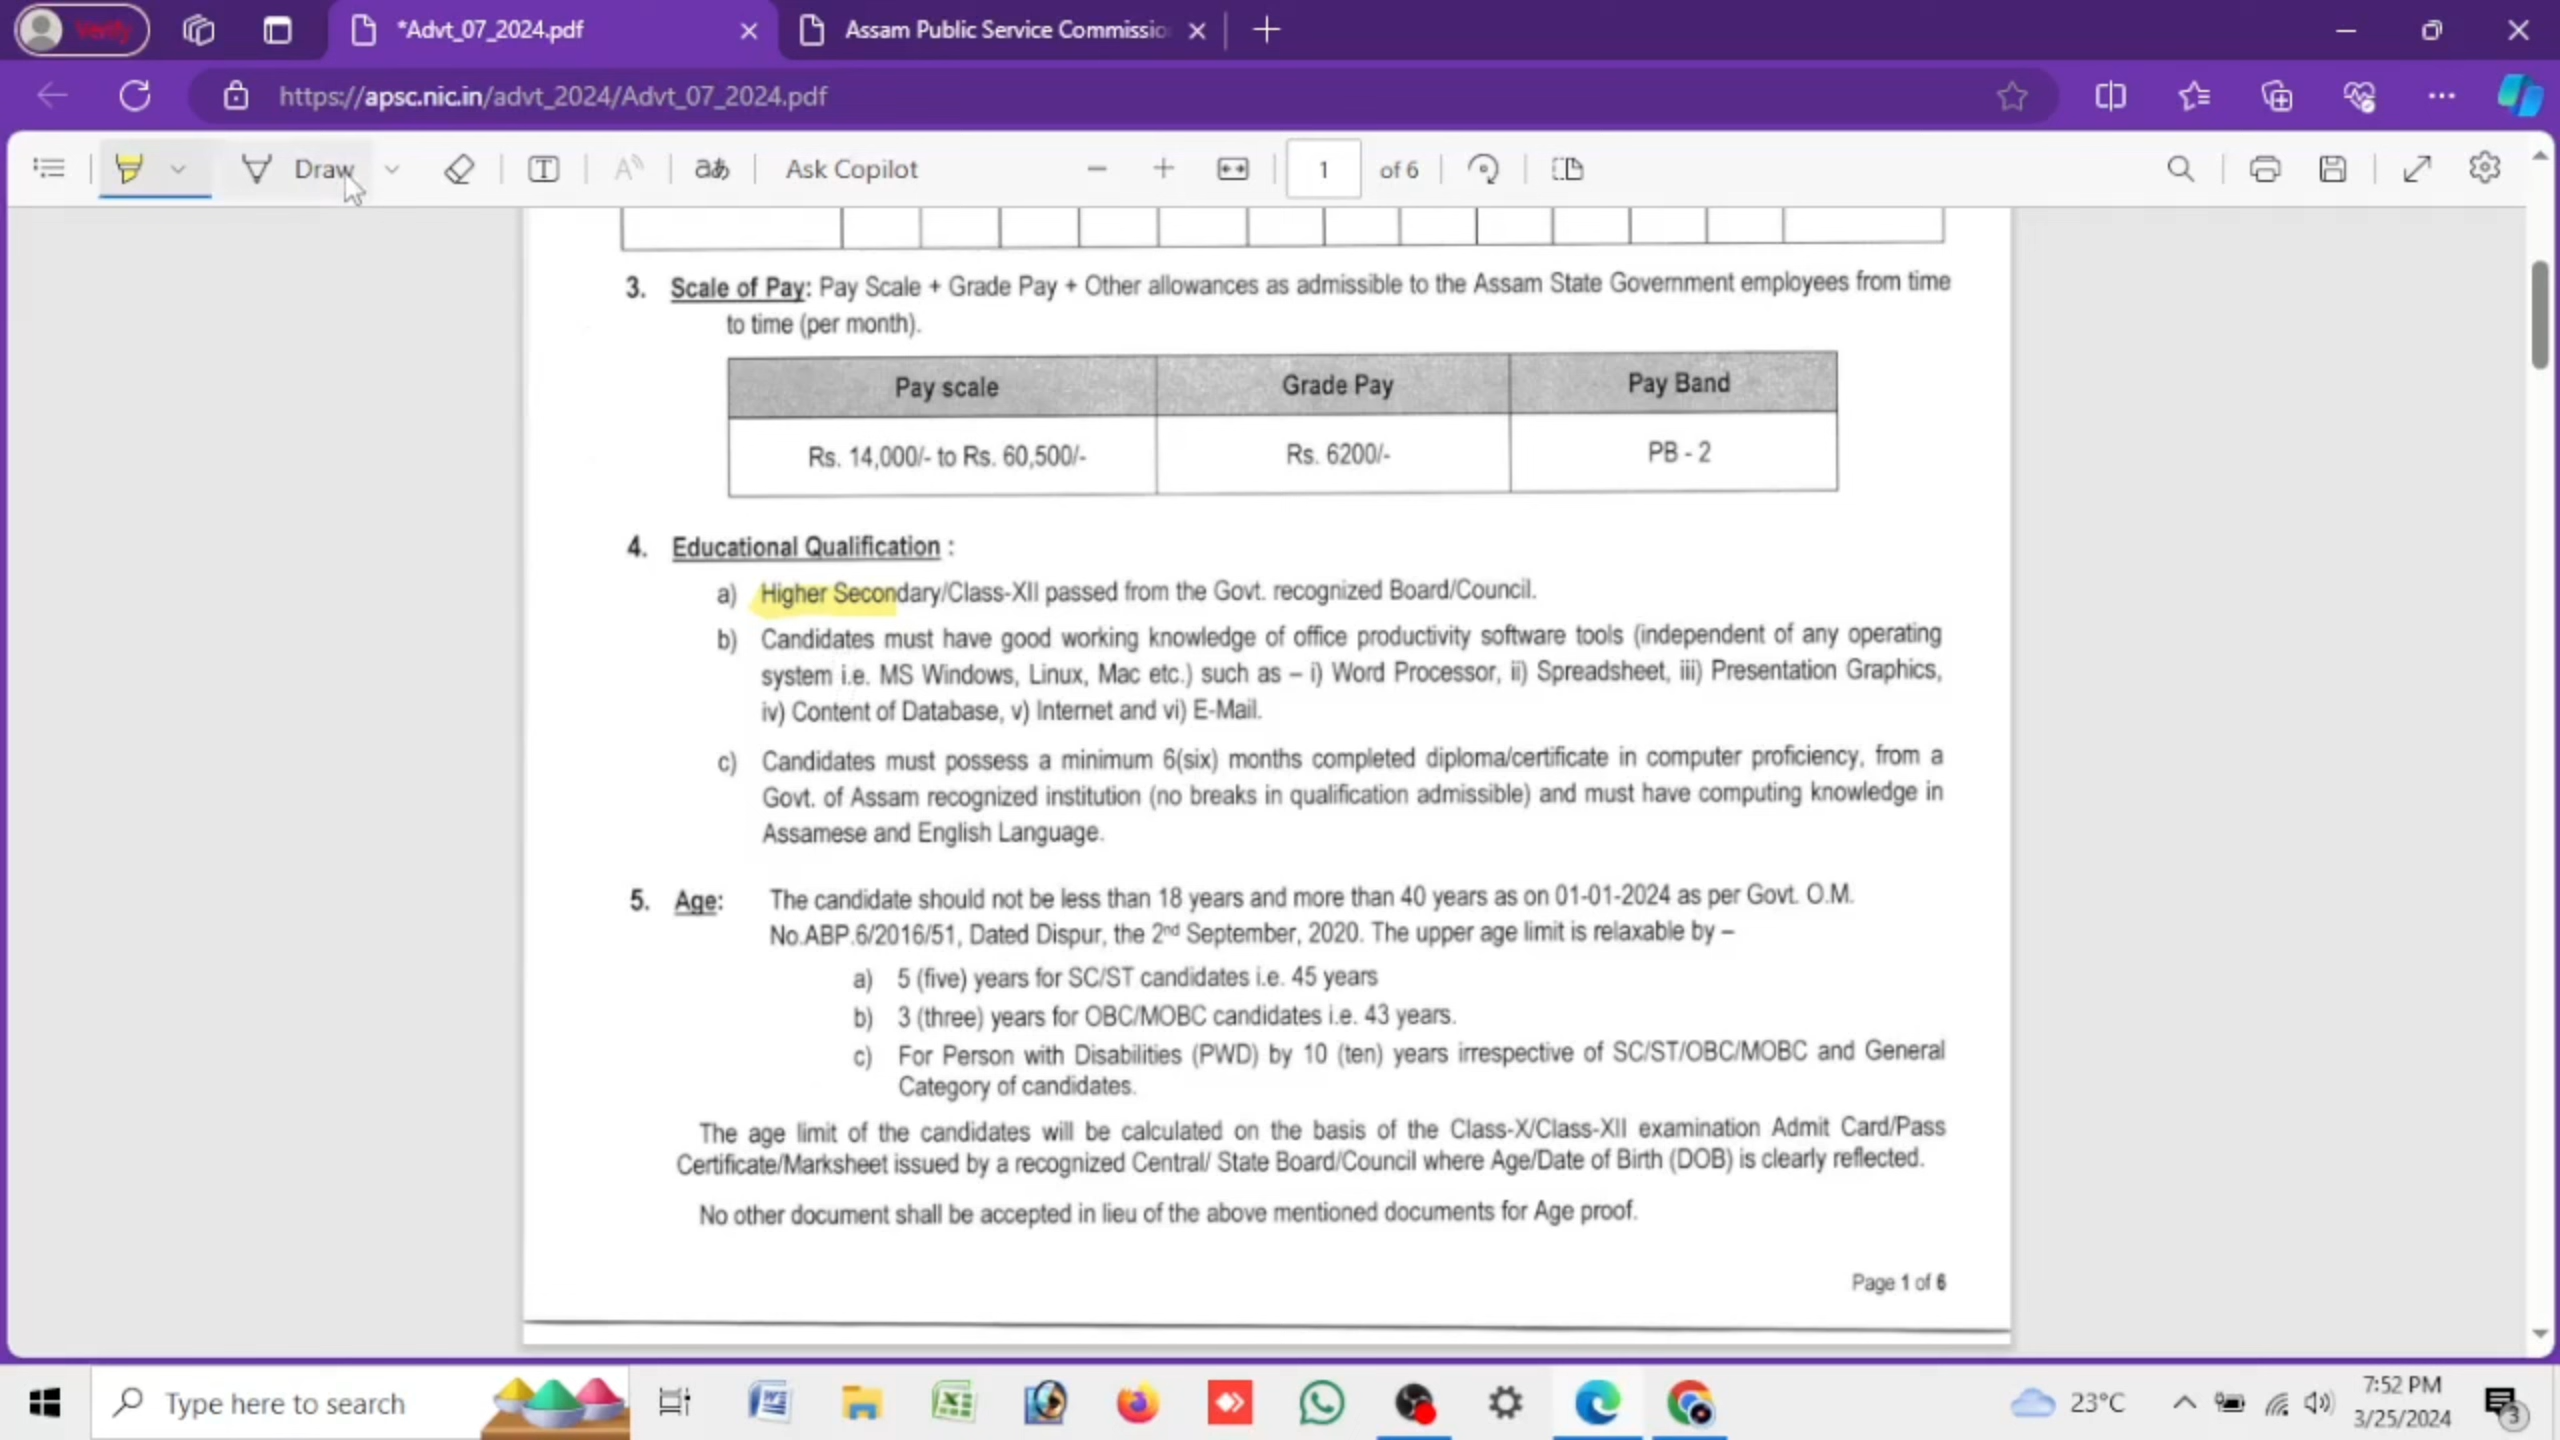 Verify
*Advt_07_2024.pdf
Assam Public Service Commissio
https://apsc.nic.in/advt_2024/Advt_07_2024.pdf
Draw
aあ
Ask Copilot
1 of 6
3. Scale of Pay: Pay Scale + Grade Pay + Other allowances as admissible to the Assam State Government employees from time
to time (per month).
Pay scale Grade Pay Pay Band
Rs. 14,000/- to Rs. 60,500/- Rs. 6200/- PB - 2
4. Educational Qualification :
a) Higher Secondary/Class-XII passed from the Govt. recognized Board/Council.
b) Candidates must have good working knowledge of office productivity software tools (independent of any operating
system i.e. MS Windows, Linux, Mac etc.) such as – i) Word Processor, ii) Spreadsheet, iii) Presentation Graphics,
iv) Content of Database, v) Internet and vi) E-Mail.
c) Candidates must possess a minimum 6(six) months completed diploma/certificate in computer proficiency, from a
Govt. of Assam recognized institution (no breaks in qualification admissible) and must have computing knowledge in
Assamese and English Language.
5. Age: The candidate should not be less than 18 years and more than 40 years as on 01-01-2024 as per Govt. O.M.
No.ABP.6/2016/51, Dated Dispur, the 2nd September, 2020. The upper age limit is relaxable by –
a) 5 (five) years for SC/ST candidates i.e. 45 years
b) 3 (three) years for OBC/MOBC candidates i.e. 43 years.
c) For Person with Disabilities (PWD) by 10 (ten) years irrespective of SC/ST/OBC/MOBC and General
Category of candidates.
The age limit of the candidates will be calculated on the basis of the Class-X/Class-XII examination Admit Card/Pass
Certificate/Marksheet issued by a recognized Central/ State Board/Council where Age/Date of Birth (DOB) is clearly reflected.
No other document shall be accepted in lieu of the above mentioned documents for Age proof.
Page 1 of 6
Type here to search
23°C
7:52 PM
3/25/2024
3